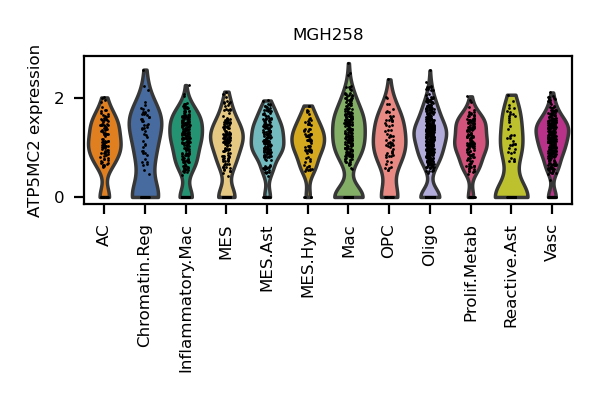 MGH258
ATP5MC2 expression
2
0
AC
Chromatin.Reg
Inflammatory.Mac
MES
MES.Ast
MES.Hyp
Mac
OPC
Oligo
Prolif.Metab
Reactive.Ast
Vasc